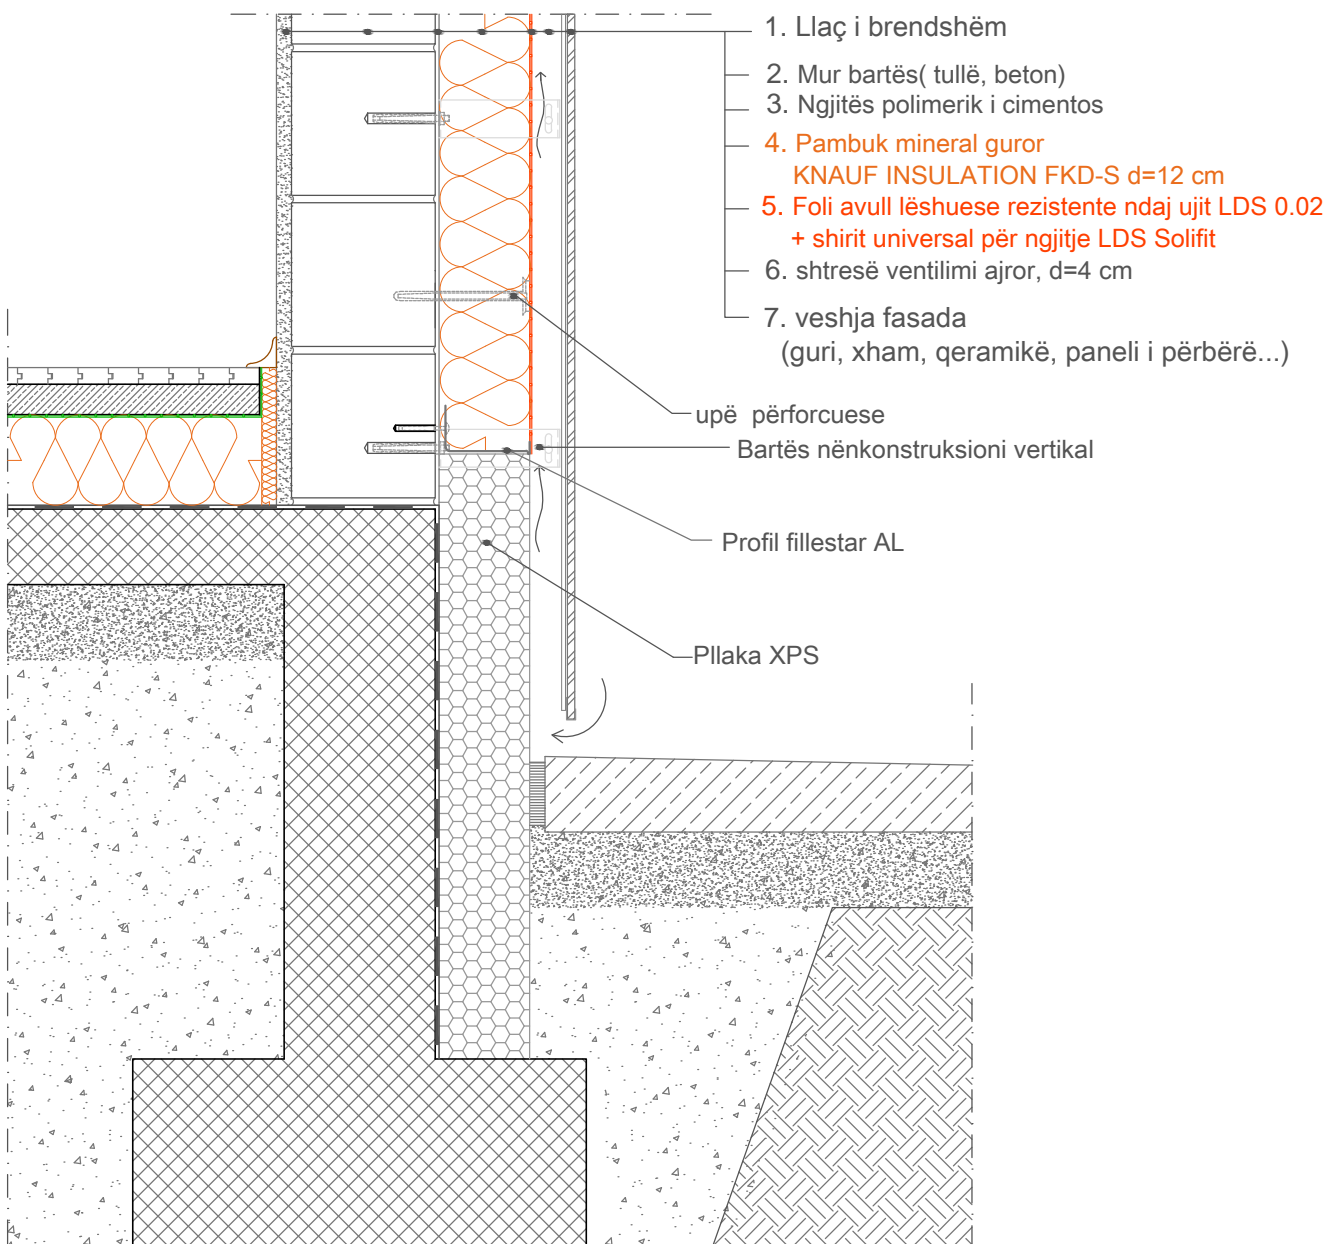 1. Llaç i brendshëm
2. Mur bartës( tullë, beton)
3. Ngjitës polimerik i cimentos
4. Pambuk mineral guror
KNAUF INSULATION FKD-S d=12 cm
5. Foli avull lëshuese rezistente ndaj ujit LDS 0.02
+ shirit universal për ngjitje LDS Solifit
6. shtresë ventilimi ajror, d=4 cm
7. veshja fasada
(guri, xham, qeramikë, paneli i përbërë...)
upë përforcuese
Bartës nënkonstruksioni vertikal
Profil fillestar AL
Pllaka XPS